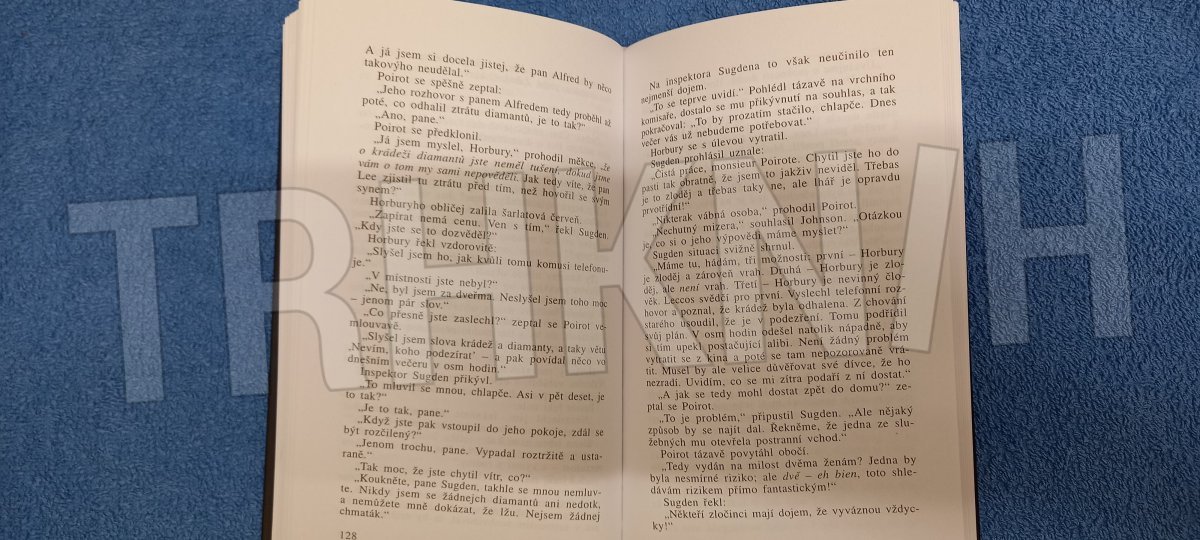 A já jsem si docela jistej, že pan Alfred by něco
takovýho neudělal.“
Poirot se spěšně zeptal:
„Jeho rozhovor s panem Alfredem tedy proběhl až
poté, co odhalil ztrátu diamantů, je to tak?“
„Ano, pane.“
Poirot se předklonil.
„Já jsem myslel, Horbury,“ prohodil měkce, „že
o krádeži diamantů jste neměl tušení, dokud jsme
vám o tom my sami nepověděli. Jak tedy víte, že pan
Lee zjistil tu ztrátu před tím, než hovořil se svým
synem?“
Horburyho obličej zalila šarlatová červeň.
„Zapírat nemá cenu. Ven s tím,“ řekl Sugden.
„Kdy jste se to dozvěděl?“
Horbury řekl vzdorovitě:
„Slyšel jsem ho, jak kvůli tomu komusi telefonu-
je.“
„V místnosti jste nebyl?“
„Ne, byl jsem za dveřma. Neslyšel jsem toho moc
– jenom pár slov.“
„Co přesně jste zaslechl?“ zeptal se Poirot ve-
mlouvavě.
„Slyšel jsem slova krádež a diamanty, a taky větu
‚Nevím, koho podezírat‘ – a pak povídal něco vo
dnešním večeru v osm hodin.“
Inspektor Sugden přikývl.
„To mluvil se mnou, chlapče. Asi v pět deset, je
to tak?“
„Je to tak, pane.“
„Když jste pak vstoupil do jeho pokoje, zdál se
být rozčilený?“
„Jenom trochu, pane. Vypadal roztržitě a usta-
raně.“
„Tak moc, že jste chytil vítr, co?“
„Koukněte, pane Sugden, takhle se mnou nemluv-
te. Nikdy jsem se žádnejch diamantů ani nedotk,
a nemůžete mně dokázat, že lžu. Nejsem žádnej
chmaták.“
128
Na inspektora Sugdena to však neučinilo ten
nejmenší dojem.
„To se teprve uvidí.“ Pohlédl tázavě na vrchního
komisaře, dostalo se mu přikývnutí na souhlas, a tak
pokračoval: „To by prozatím stačilo, chlapče. Dnes
večer vás už nebudeme potřebovat.“
Horbury se s úlevou vytratil.
Sugden prohlásil uznale:
„Čistá práce, monsieur Poirote. Chytil jste ho do
pasti tak obratně, že jsem to jakživ neviděl. Třebas
je to zloděj a třebas taky ne, ale lhář je opravdu
prvotřídní!“
„Nikterak vábná osoba,“ prohodil Poirot.
„Nechutný mizera,“ souhlasil Johnson. „Otázkou
je, co si o jeho výpovědi máme myslet?“
Sugden situaci svižně shrnul.
„Máme tu, hádám, tři možnosti: první – Horbury
je zloděj a zároveň vrah. Druhá – Horbury je zlo-
děj, ale není vrah. Třetí – Horbury je nevinný člo-
věk. Leccos svědčí pro první. Vyslechl telefonní roz-
hovor a poznal, že krádež byla odhalena. Z chování
starého usoudil, že je v podezření. Tomu podřídil
svůj plán. V osm hodin odešel natolik nápadně, aby
si tím upekl postačující alibi. Není žádný problém
vytratit se z kina a poté se tam nepozorovaně vrá-
tit. Musel by ale velice důvěřovat své dívce, že ho
nezradí. Uvidím, co se mi zítra podaří z ní dostat.“
„A jak se tedy mohl dostat zpět do domu?“ ze-
ptal se Poirot.
„To je problém,“ připustil Sugden. „Ale nějaký
způsob by se najít dal. Řekněme, že jedna ze slu-
žebných mu otevřela postranní vchod.“
Poirot tázavě povytáhl obočí.
„Tedy vydán na milost dvěma ženám? Jedna by
byla nesmírné riziko; ale dvě – eh bien, toto shle-
dávám rizikem přímo fantastickým!“
Sugden řekl:
„Někteří zločinci mají dojem, že vyváznou vždyc-
ky!“
TRHKNIH